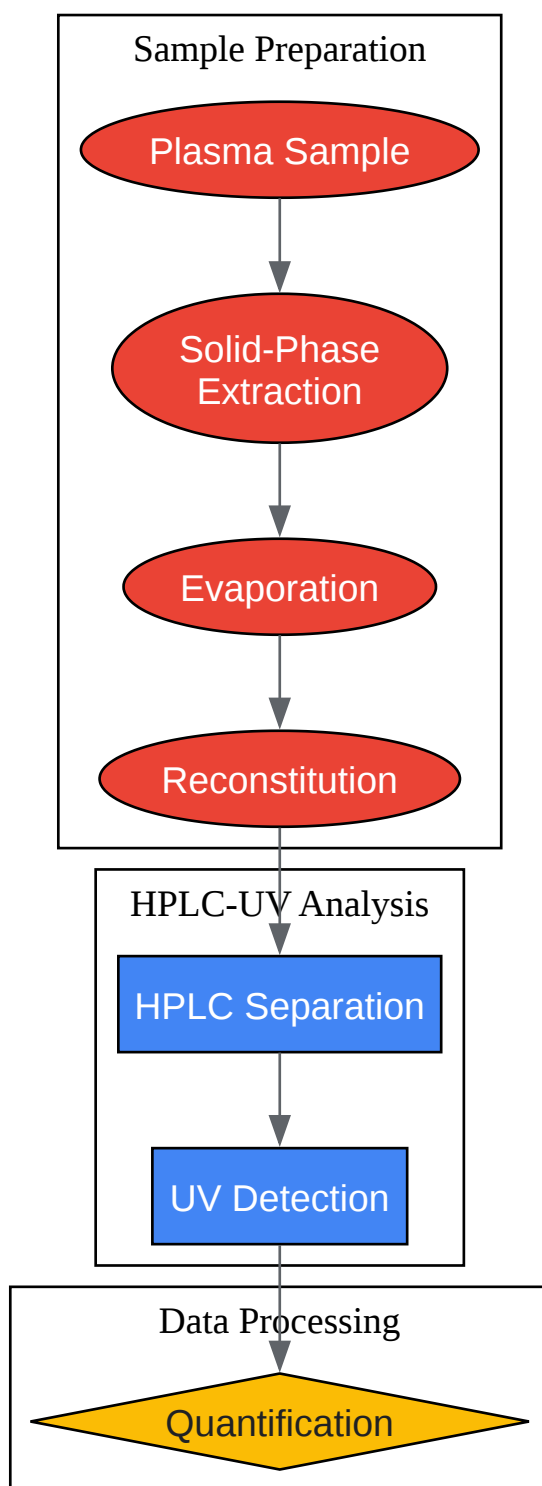 Sample Preparation
Plasma Sample
Solid-Phase
Extraction
Evaporation
Reconstitution
HPLC-UV Analysis
HPLC Separation
UV Detection
Data Processing
Quantification